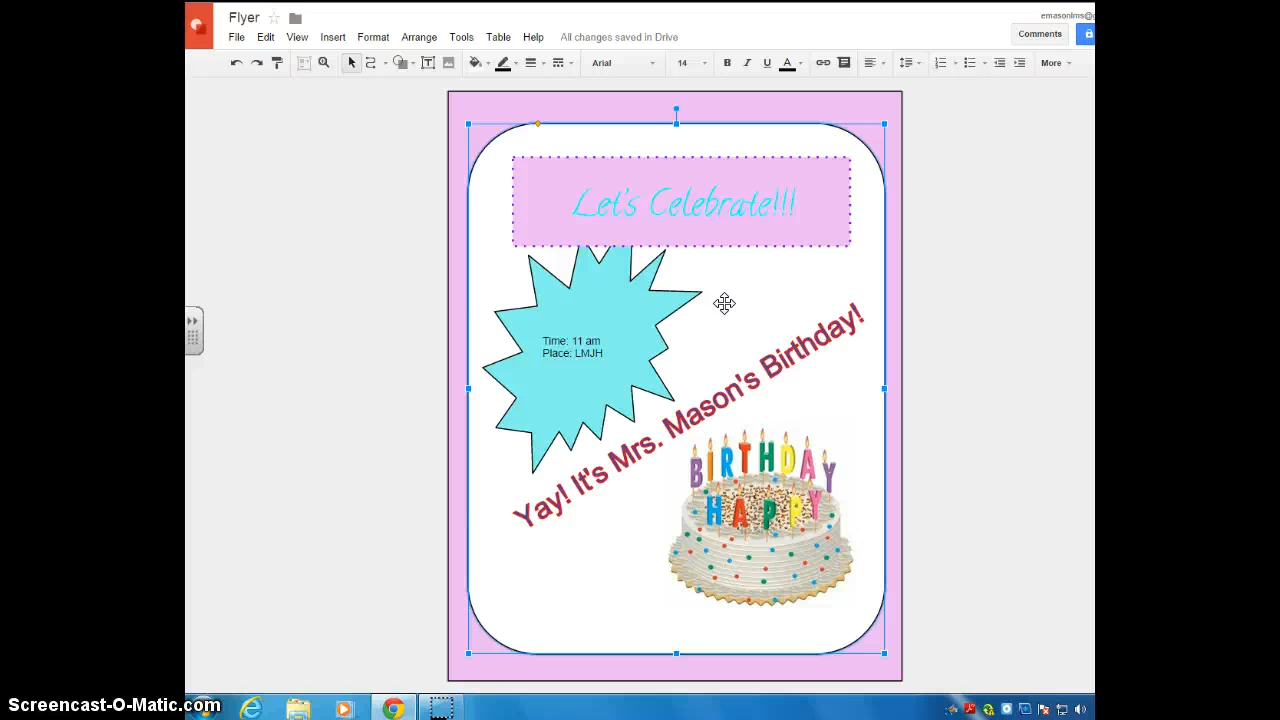 Flyer
emasonlms@g
File Edit View Insert Format Arrange Tools Table Help All changes saved in Drive
Comments
Arial 14 B I U A More
Let's Celebrate!!!
Time: 11 am
Place: LMJH
Yay! It's Mrs. Mason's Birthday!
BIRTHDAY
HAPPY
Screencast-O-Matic.com